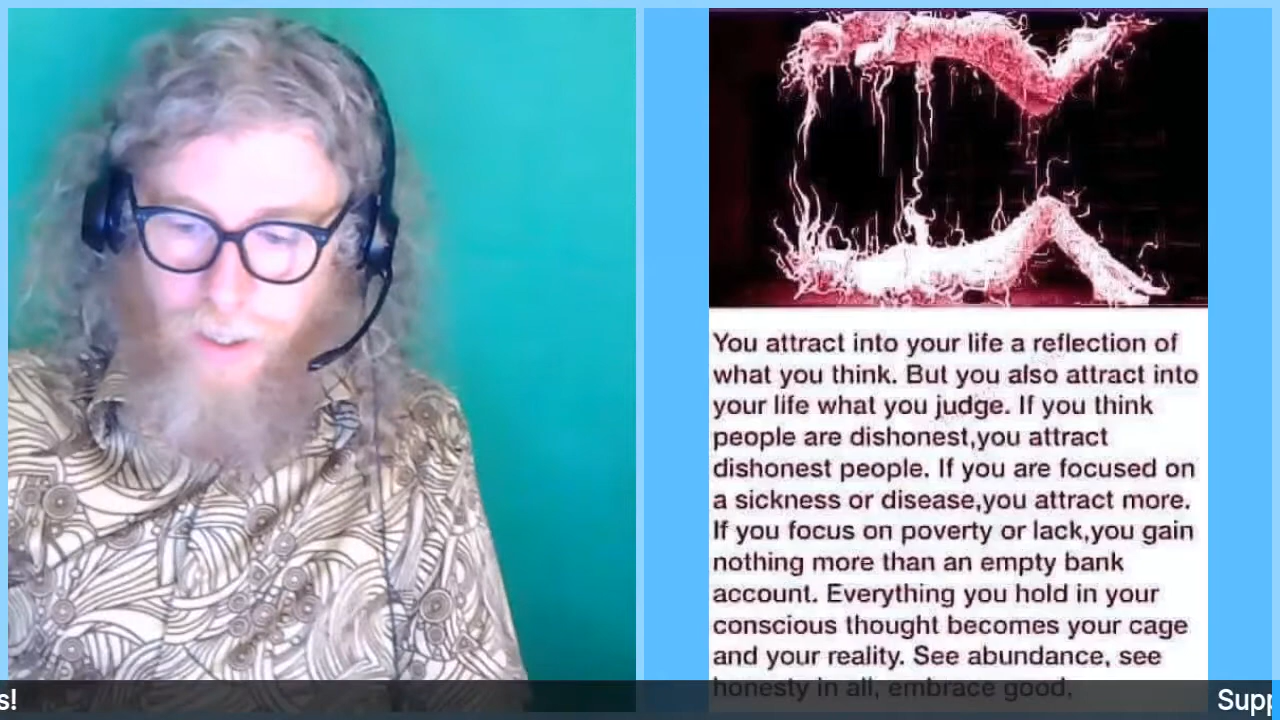 You attract into your life a reflection of
what you think. But you also attract into
your life what you judge. If you think
people are dishonest,you attract
dishonest people. If you are focused on
a sickness or disease,you attract more.
If you focus on poverty or lack,you gain
nothing more than an empty bank
account. Everything you hold in your
conscious thought becomes your cage
and your reality. See abundance, see
honesty in all, embrace good,
s!
Supp